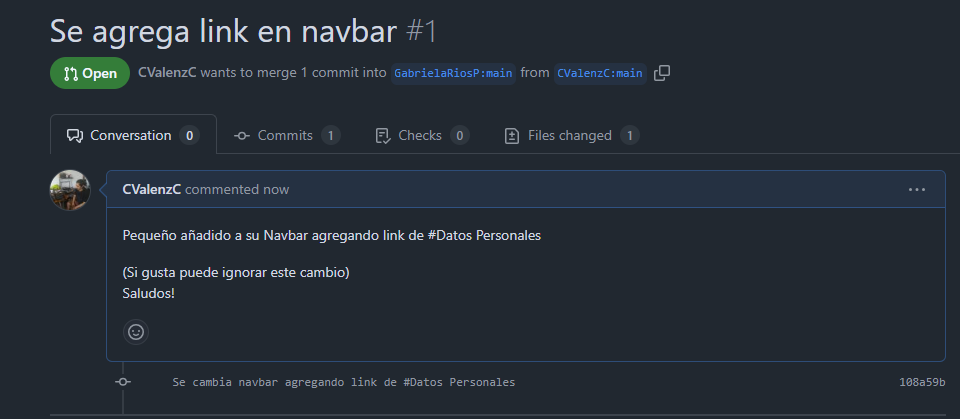 Se agrega link en navbar #1
Open CValenzC wants to merge 1 commit into GabrielaRiosP:main from CValenzC:main
Conversation 0 Commits 1 Checks 0 Files changed 1
CValenzC commented now
Pequeño añadido a su Navbar agregando link de #Datos Personales
(Si gusta puede ignorar este cambio)
Saludos!
Se cambia navbar agregando link de #Datos Personales 108a59b